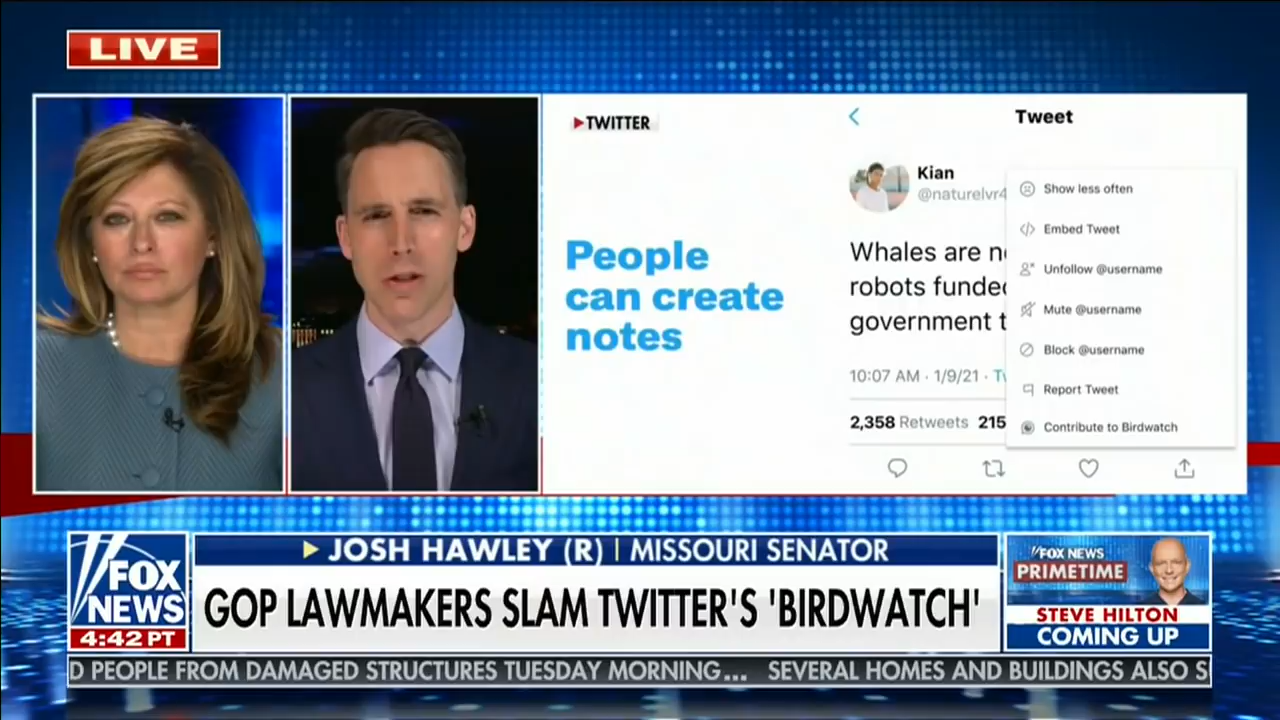 LIVE
TWITTER
People
can create
notes
Tweet
Kian
@naturelvr4
Whales are n
robots funde
government t
10:07 AM · 1/9/21 · Tw
2,358 Retweets 215
Show less often
Embed Tweet
Unfollow @username
Mute @username
Block @username
Report Tweet
Contribute to Birdwatch
JOSH HAWLEY (R) | MISSOURI SENATOR
GOP LAWMAKERS SLAM TWITTER'S 'BIRDWATCH'
FOX
NEWS
4:42 PT
FOX NEWS
PRIMETIME
STEVE HILTON
COMING UP
D PEOPLE FROM DAMAGED STRUCTURES TUESDAY MORNING... SEVERAL HOMES AND BUILDINGS ALSO S